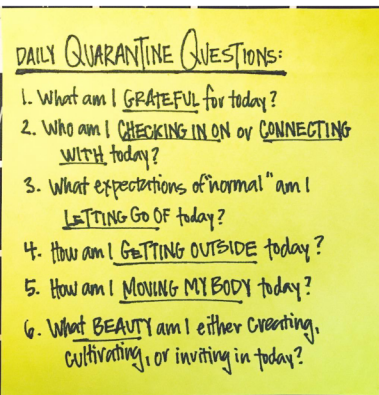 DAILY QUARANTINE QUESTIONS:
1. What am I GRATEFUL for today?
2. Who am I CHECKING IN ON or CONNECTING
WITH today?
3. What expectations of "normal" am I
LETTING GO OF today?
4. How am I GETTING OUTSIDE today?
5. How am I MOVING MY BODY today?
6. What BEAUTY am I either creating,
cultivating, or inviting in today?